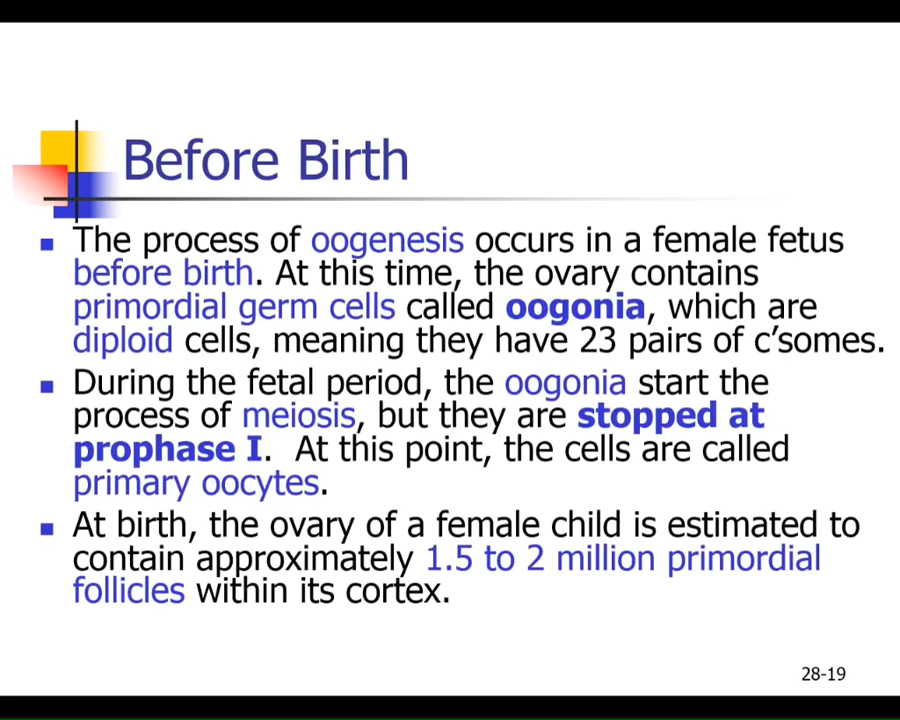 Before Birth
The process of oogenesis occurs in a female fetus
before birth. At this time, the ovary contains
primordial germ cells called oogonia, which are
diploid cells, meaning they have 23 pairs of c’somes.
During the fetal period, the oogonia start the
process of meiosis, but they are stopped at
prophase I. At this point, the cells are called
primary oocytes.
At birth, the ovary of a female child is estimated to
contain approximately 1.5 to 2 million primordial
follicles within its cortex.
28-19